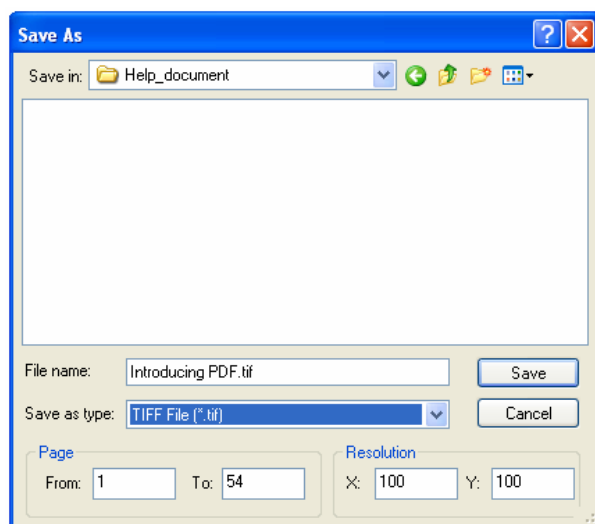 Save As
Save in: Help_document
File name: Introducing PDF.tif Save
Save as type: TIFF File (*.tif) Cancel
Page Resolution
From: 1 To: 54 X: 100 Y: 100